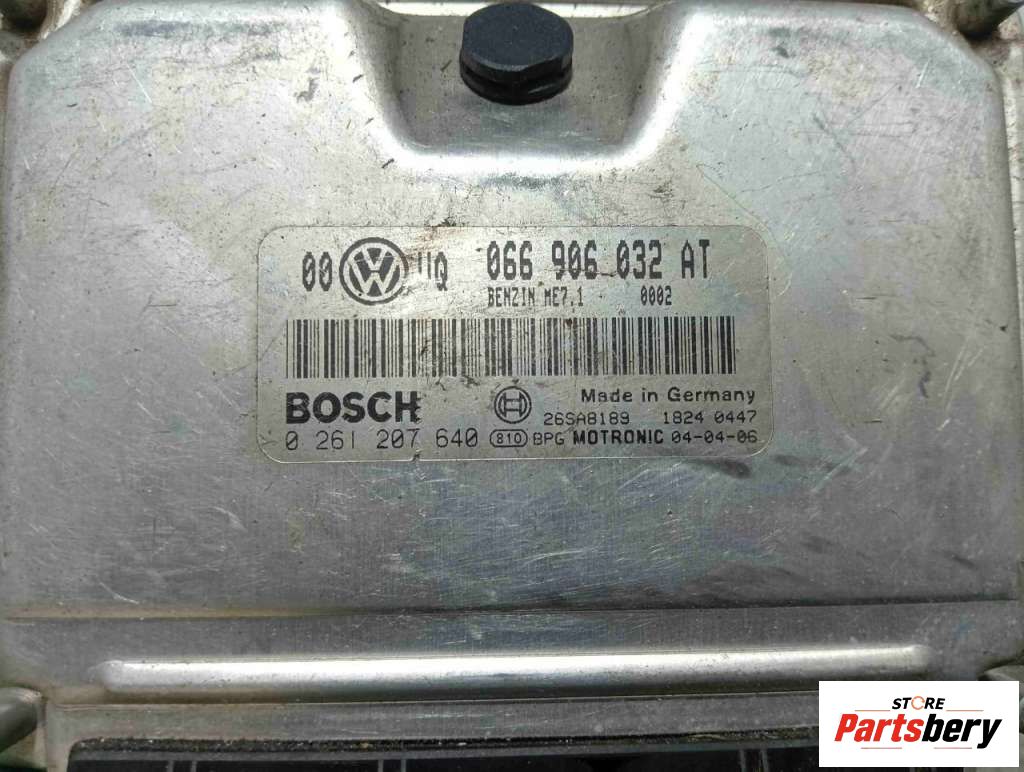 00 VW UQ 066 906 032 AT
BENZIN ME7.1 0002
BOSCH Made in Germany
26SA8189 1824 0447
0 261 207 640 810 BPG MOTRONIC 04-04-06
STORE
Partsbery